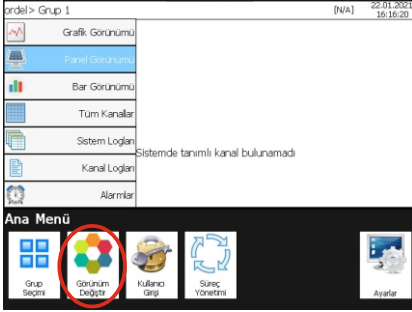 ordel> Grup 1
[N/A]
22.01.2021
16:16:20
Grafik Görünümü
Panel Görünümü
Bar Görünümü
Tüm Kanallar
Sistem Logları
Kanal Logları
Alarmlar
Sistemde tanımlı kanal bulunamadı
Ana Menü
Grup
Seçimi
Görünüm
Değiştir
Kullanıcı
Girişi
Süreç
Yönetimi
Ayarlar